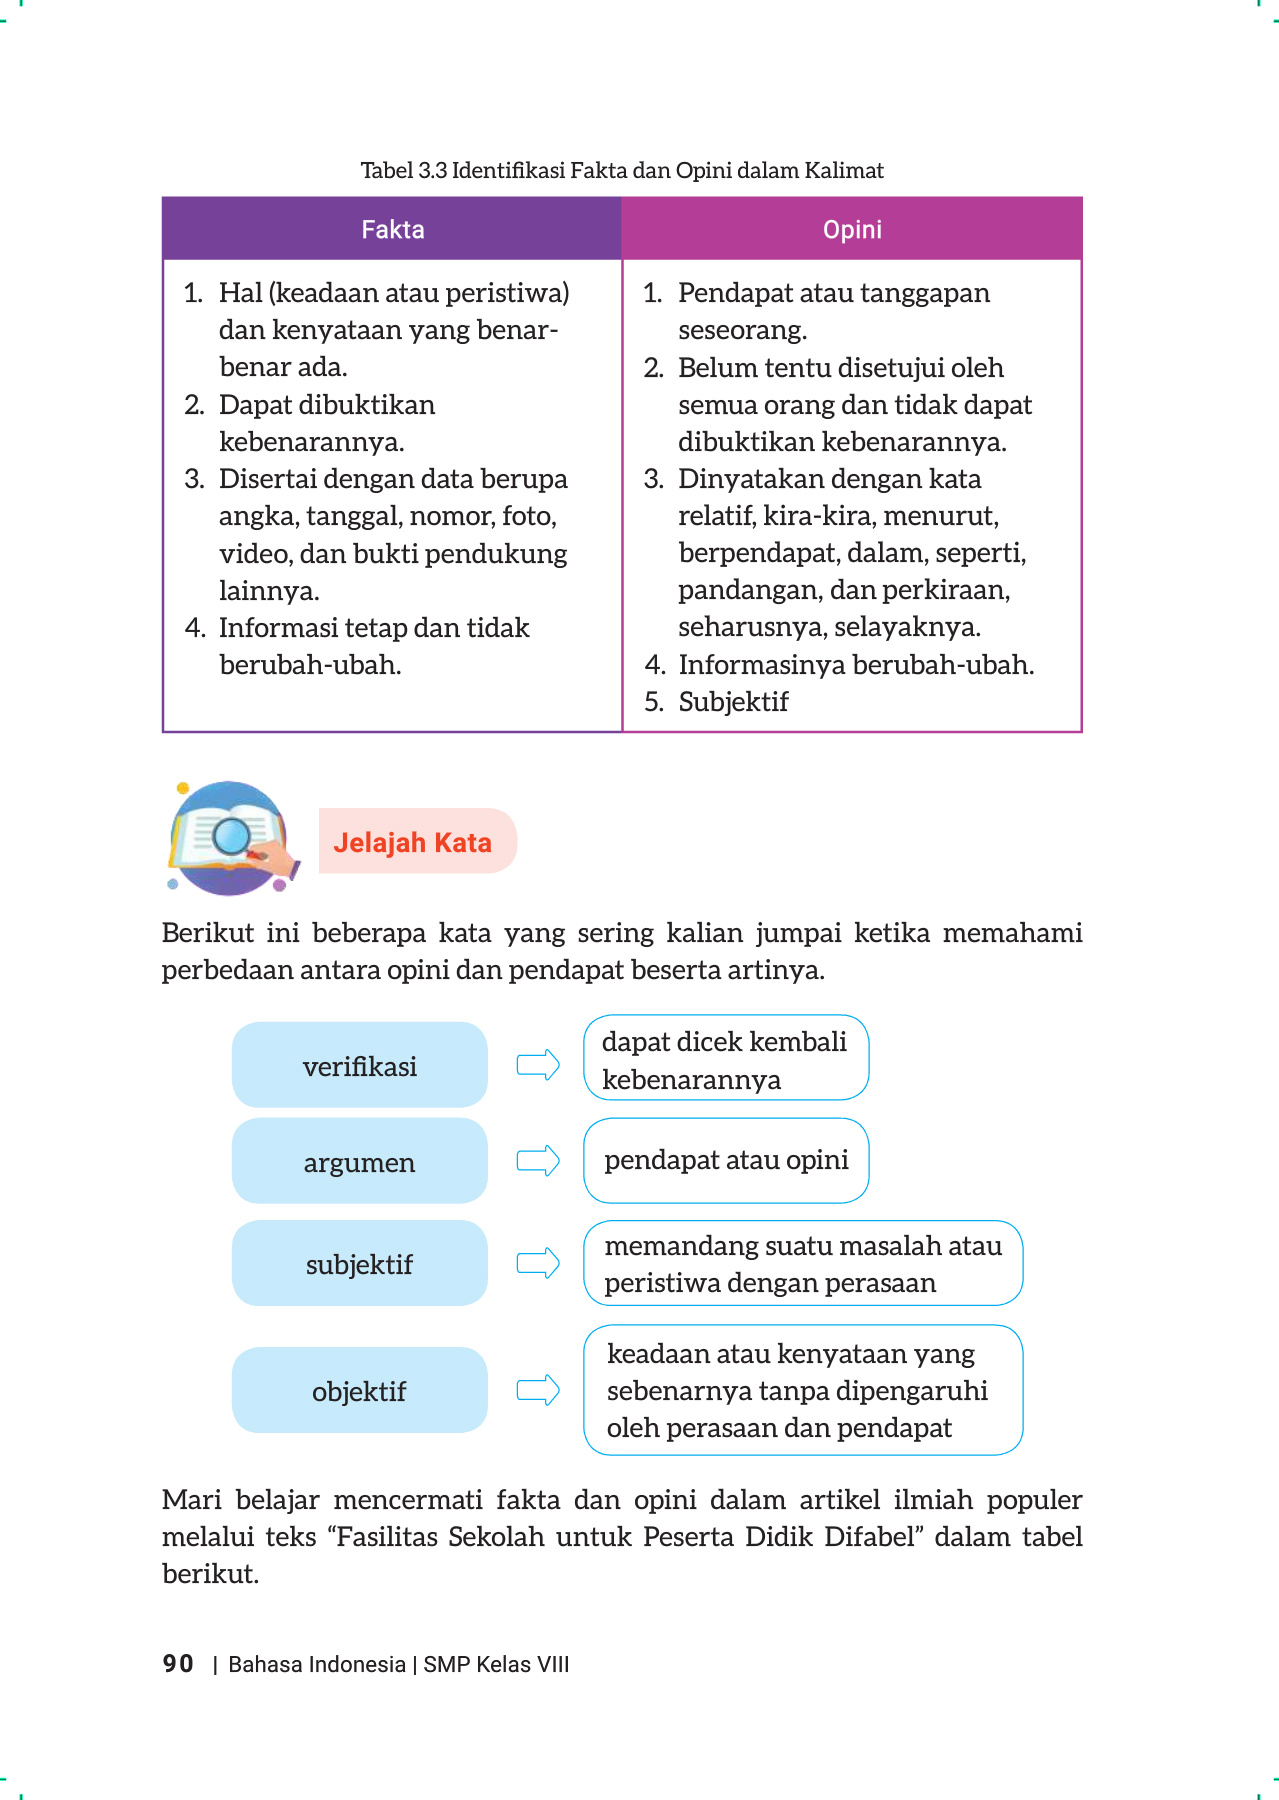 Tabel 3.3 Identifikasi Fakta dan Opini dalam Kalimat
Fakta
1. Hal (keadaan atau peristiwa)
dan kenyataan yang benar-
benar ada.
2. Dapat dibuktikan
kebenarannya.
3. Disertai dengan data berupa
angka, tanggal, nomor, foto,
video, dan bukti pendukung
lainnya.
4. Informasi tetap dan tidak
berubah-ubah.
Opini
1. Pendapat atau tanggapan
seseorang.
2. Belum tentu disetujui oleh
semua orang dan tidak dapat
dibuktikan kebenarannya.
3. Dinyatakan dengan kata
relatif, kira-kira, menurut,
berpendapat, dalam, seperti,
pandangan, dan perkiraan,
seharusnya, selayaknya.
4. Informasinya berubah-ubah.
5. Subjektif
Jelajah Kata
Berikut ini beberapa kata yang sering kalian jumpai ketika memahami
perbedaan antara opini dan pendapat beserta artinya.
verifikasi
dapat dicek kembali
kebenarannya
argumen
pendapat atau opini
subjektif
memandang suatu masalah atau
peristiwa dengan perasaan
objektif
keadaan atau kenyataan yang
sebenarnya tanpa dipengaruhi
oleh perasaan dan pendapat
Mari belajar mencermati fakta dan opini dalam artikel ilmiah populer
melalui teks “Fasilitas Sekolah untuk Peserta Didik Difabel” dalam tabel
berikut.
90 | Bahasa Indonesia | SMP Kelas VIII